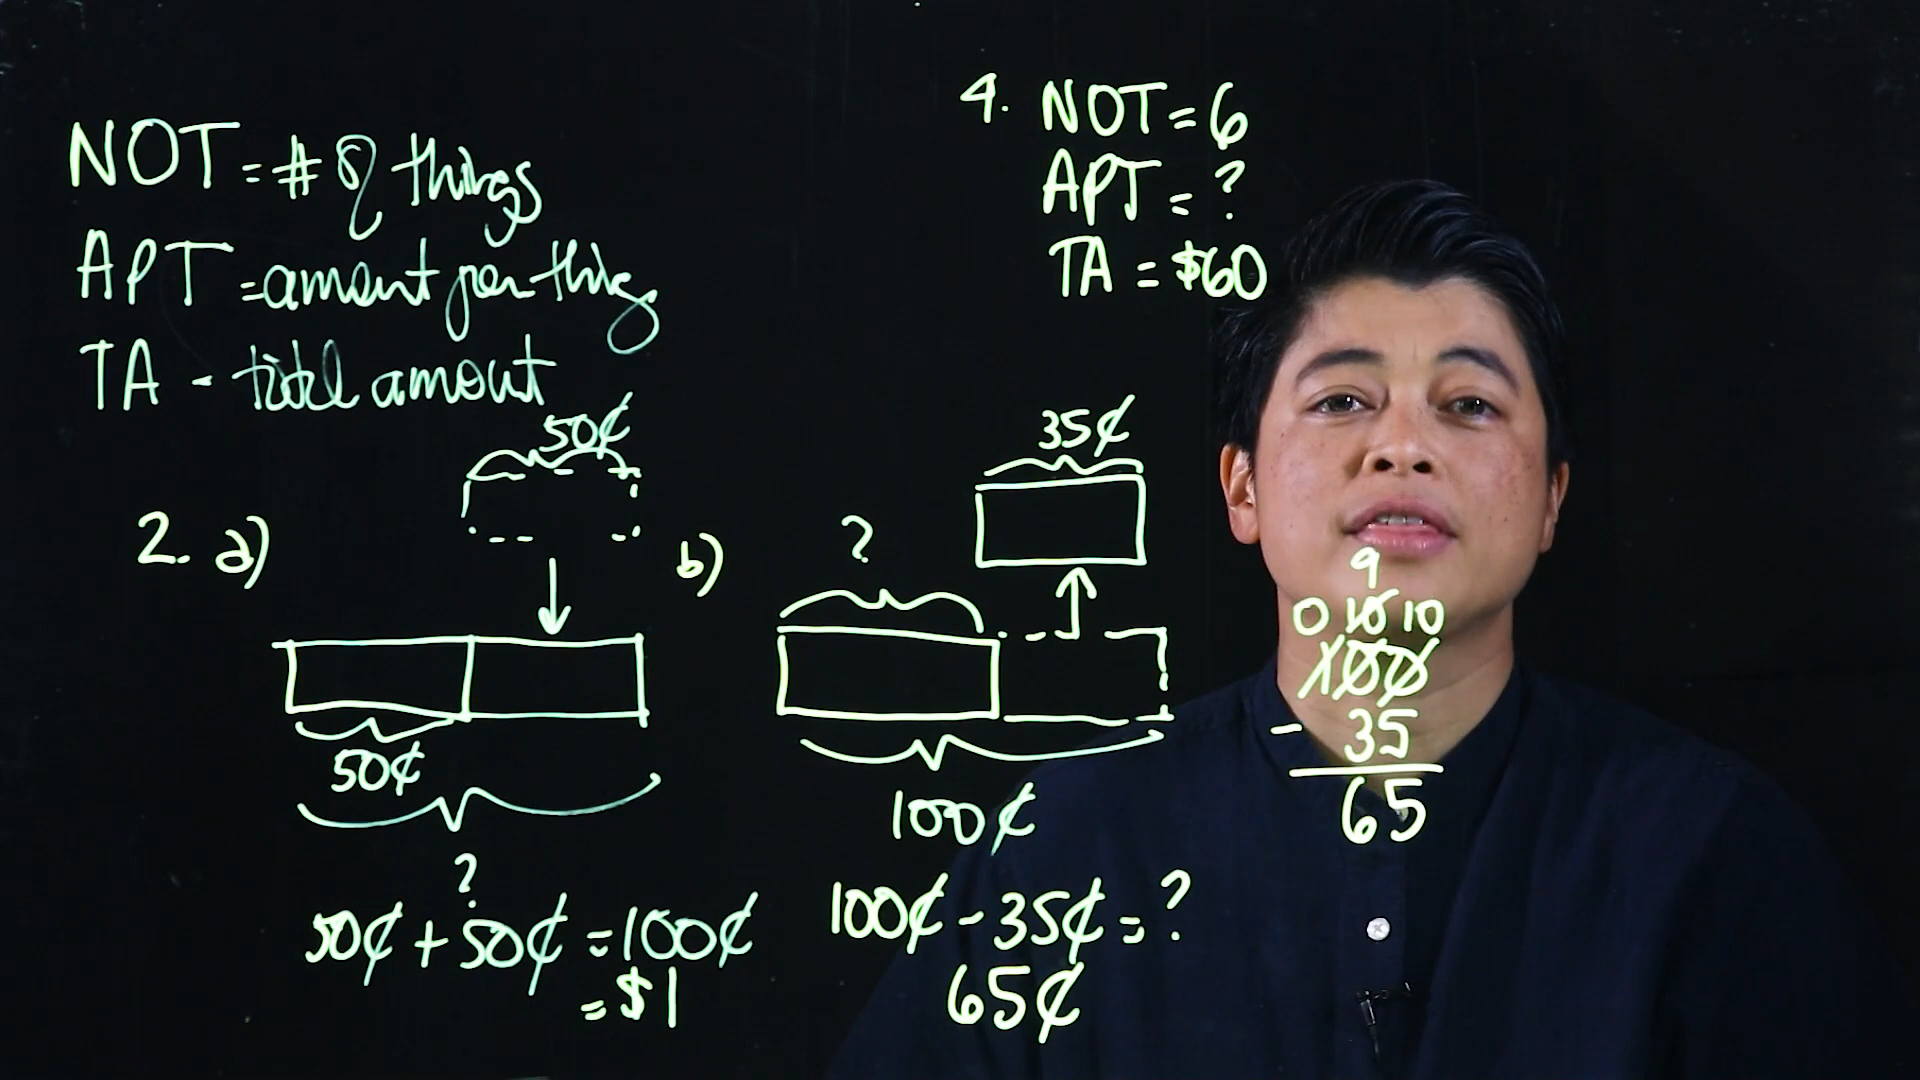 NOT = # of things
APT = amount per thing
TA - total amount
4. NOT = 6
APT = ?
TA = $60
2. a)
50¢
50¢
?
50¢ + 50¢ = 100¢
= $1
b)
35¢
?
100¢
100¢ - 35¢ = ?
65¢
9
0 10 10
100
- 35
65